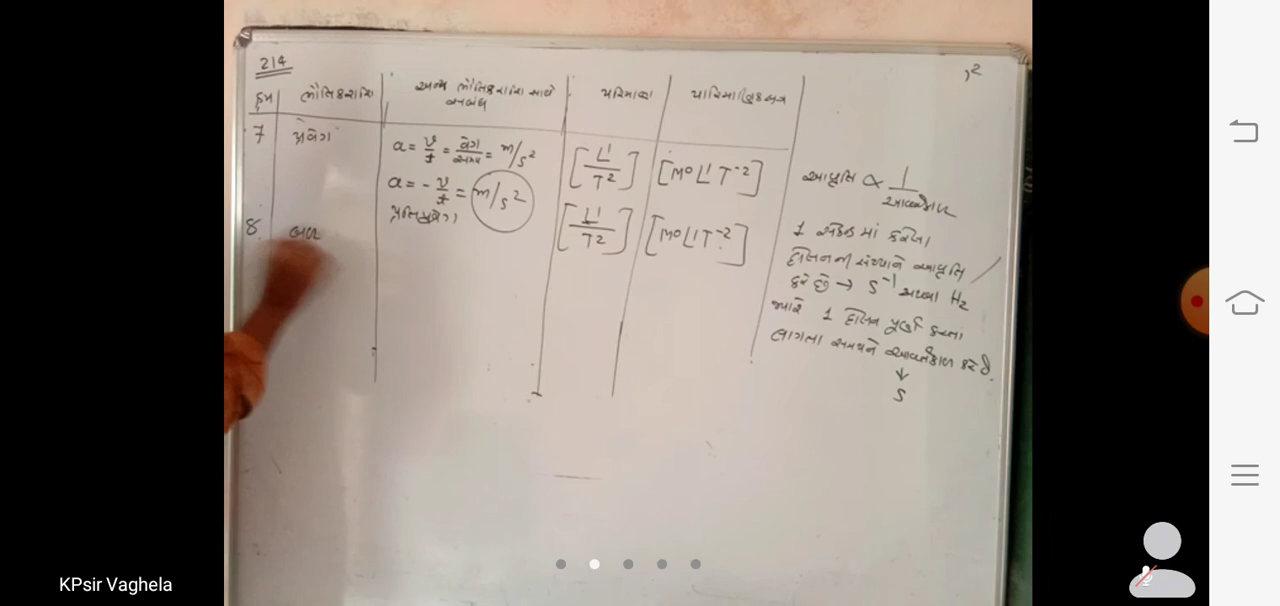 214
ક્રમ ભૌતિકરાશિ અન્ય ભૌતિકરાશિ સાથે સંબંધ પરિમાણ પારિમાણિક સૂત્ર
7 પ્રવેગ a = v/t = વેગ/સમય = m/s² [L¹/T²] [M⁰L¹T⁻²]
a = - v/t = m/s² [L¹/T²] [M⁰L¹T⁻²]
પ્રતિપ્રવેગ
8 બળ
આવૃત્તિ ∝ 1/આવર્તકાળ
1 સેકન્ડ માં કરેલા
દોલનની સંખ્યાને આવૃત્તિ
કહે છે → S⁻¹ અથવા Hz
જ્યારે 1 દોલન પૂર્ણ કરતાં
લાગતા સમયને આવર્તકાળ કહે છે.
↓
S
KPsir Vaghela